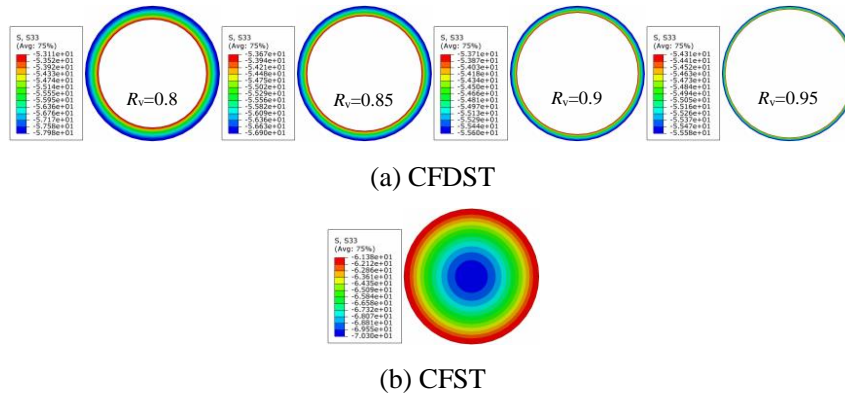 S, S33
(Avg: 75%)
-5.311e+01
-5.352e+01
-5.392e+01
-5.433e+01
-5.474e+01
-5.514e+01
-5.555e+01
-5.595e+01
-5.636e+01
-5.676e+01
-5.717e+01
-5.758e+01
-5.798e+01
Rv=0.8
S, S33
(Avg: 75%)
-5.367e+01
-5.394e+01
-5.421e+01
-5.448e+01
-5.475e+01
-5.502e+01
-5.529e+01
-5.556e+01
-5.582e+01
-5.609e+01
-5.636e+01
-5.663e+01
-5.690e+01
Rv=0.85
S, S33
(Avg: 75%)
-5.371e+01
-5.387e+01
-5.403e+01
-5.418e+01
-5.434e+01
-5.450e+01
-5.466e+01
-5.481e+01
-5.497e+01
-5.513e+01
-5.529e+01
-5.544e+01
-5.560e+01
Rv=0.9
S, S33
(Avg: 75%)
-5.431e+01
-5.441e+01
-5.452e+01
-5.463e+01
-5.473e+01
-5.484e+01
-5.494e+01
-5.505e+01
-5.516e+01
-5.526e+01
-5.537e+01
-5.547e+01
-5.558e+01
Rv=0.95
(a) CFDST
S, S33
(Avg: 75%)
-6.138e+01
-6.212e+01
-6.286e+01
-6.361e+01
-6.435e+01
-6.509e+01
-6.584e+01
-6.658e+01
-6.732e+01
-6.807e+01
-6.881e+01
-6.955e+01
-7.030e+01
(b) CFST